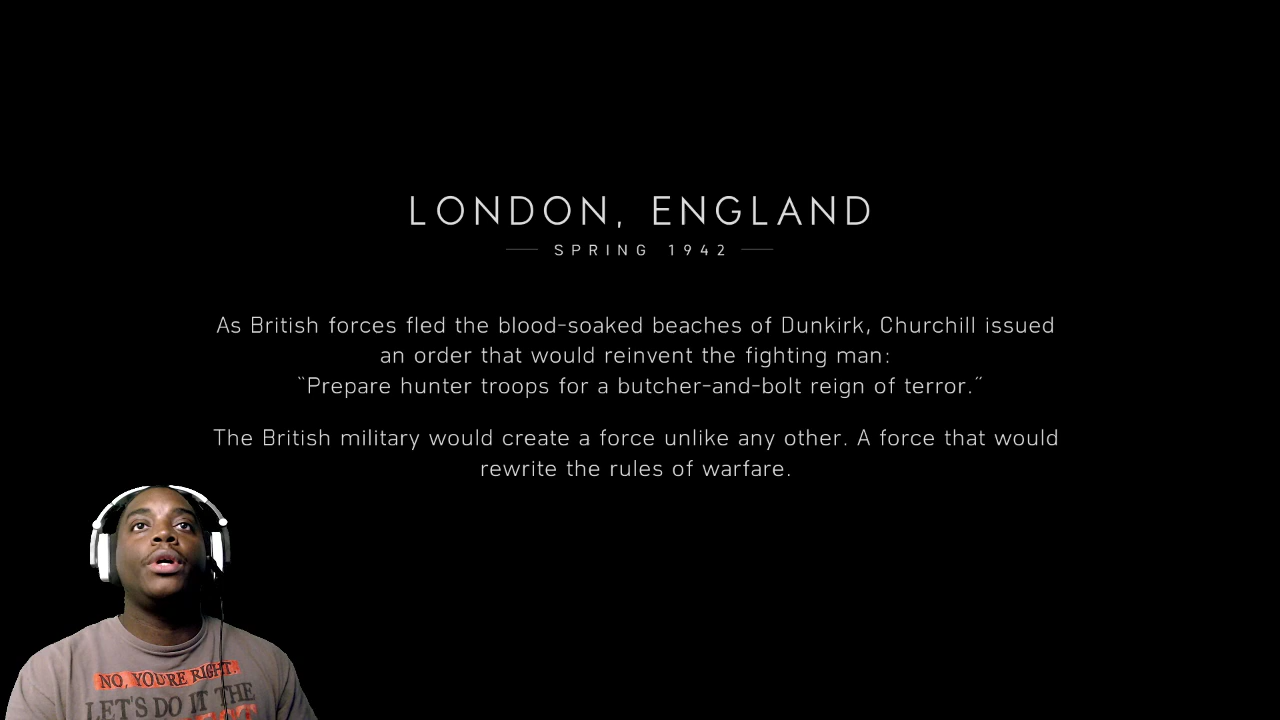 LONDON, ENGLAND
SPRING 1942
As British forces fled the blood-soaked beaches of Dunkirk, Churchill issued
an order that would reinvent the fighting man:
"Prepare hunter troops for a butcher-and-bolt reign of terror."
The British military would create a force unlike any other. A force that would
rewrite the rules of warfare.
NO, YOU'RE RIGHT.
LET'S DO IT THE